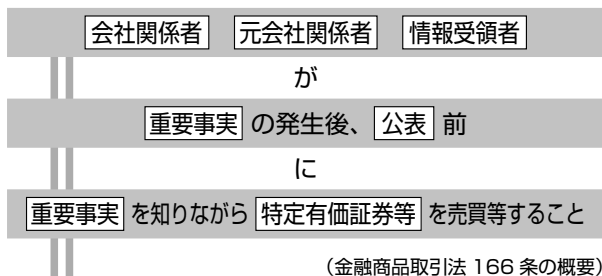 会社関係者 元会社関係者 情報受領者
が
重要事実 の発生後、 公表 前
に
重要事実 を知りながら 特定有価証券等 を売買等すること
（金融商品取引法 166 条の概要）